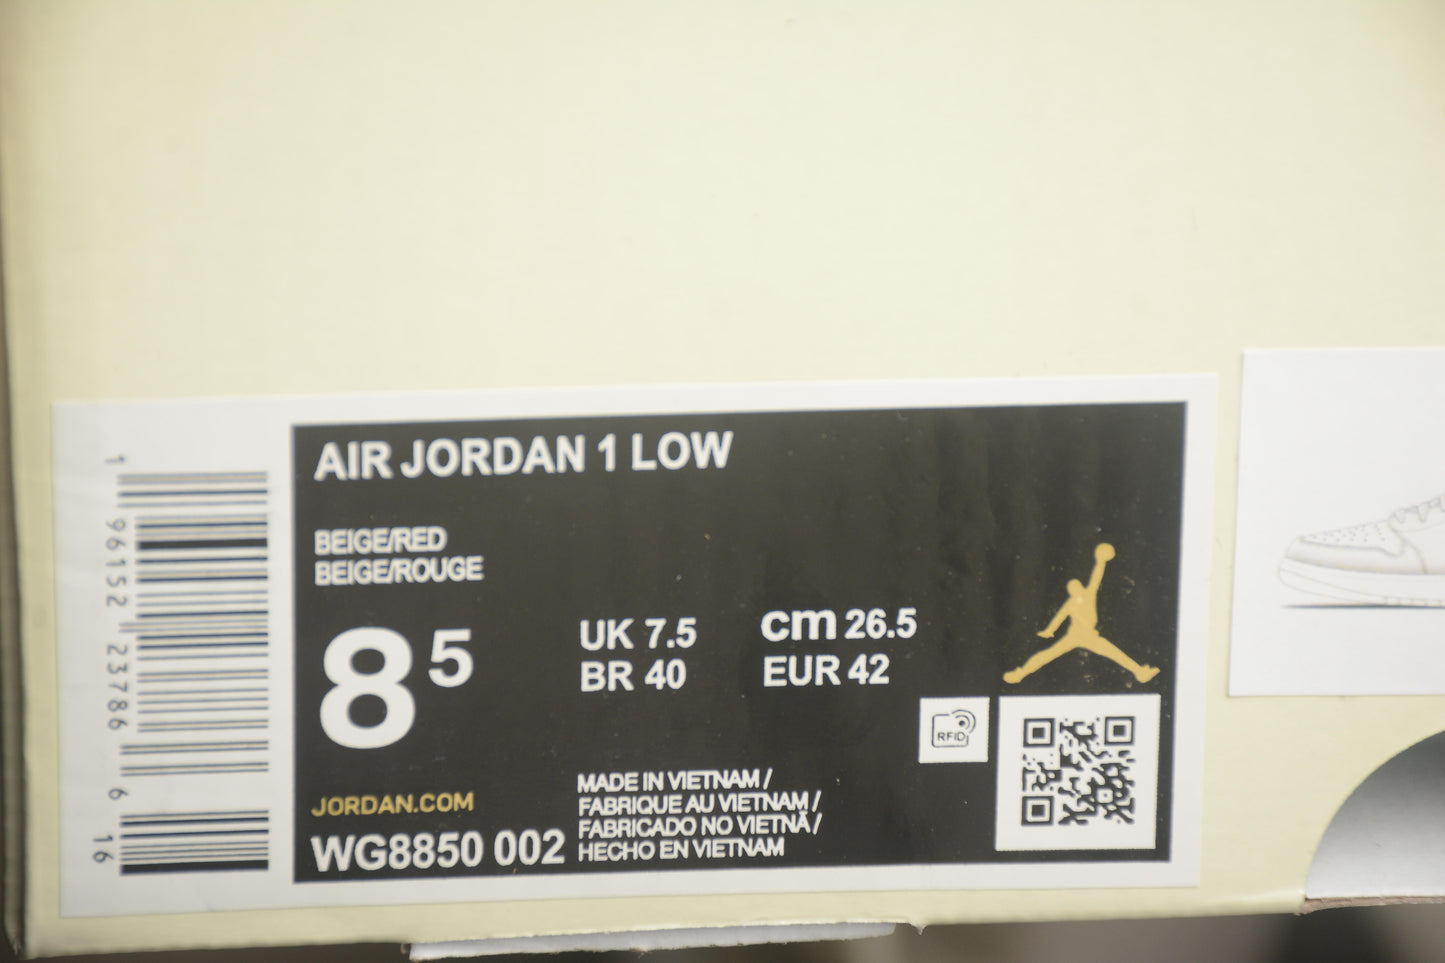 AIR JORDAN 1 LOW
BEIGE/RED
BEIGE/ROUGE
8 5
UK 7.5
cm 26.5
BR 40
EUR 42
RFID
JORDAN.COM
WG8850 002
MADE IN VIETNAM /
FABRIQUE AU VIETNAM /
FABRICADO NO VIETNÃ /
HECHO EN VIETNAM
1 96152 23786 6 16